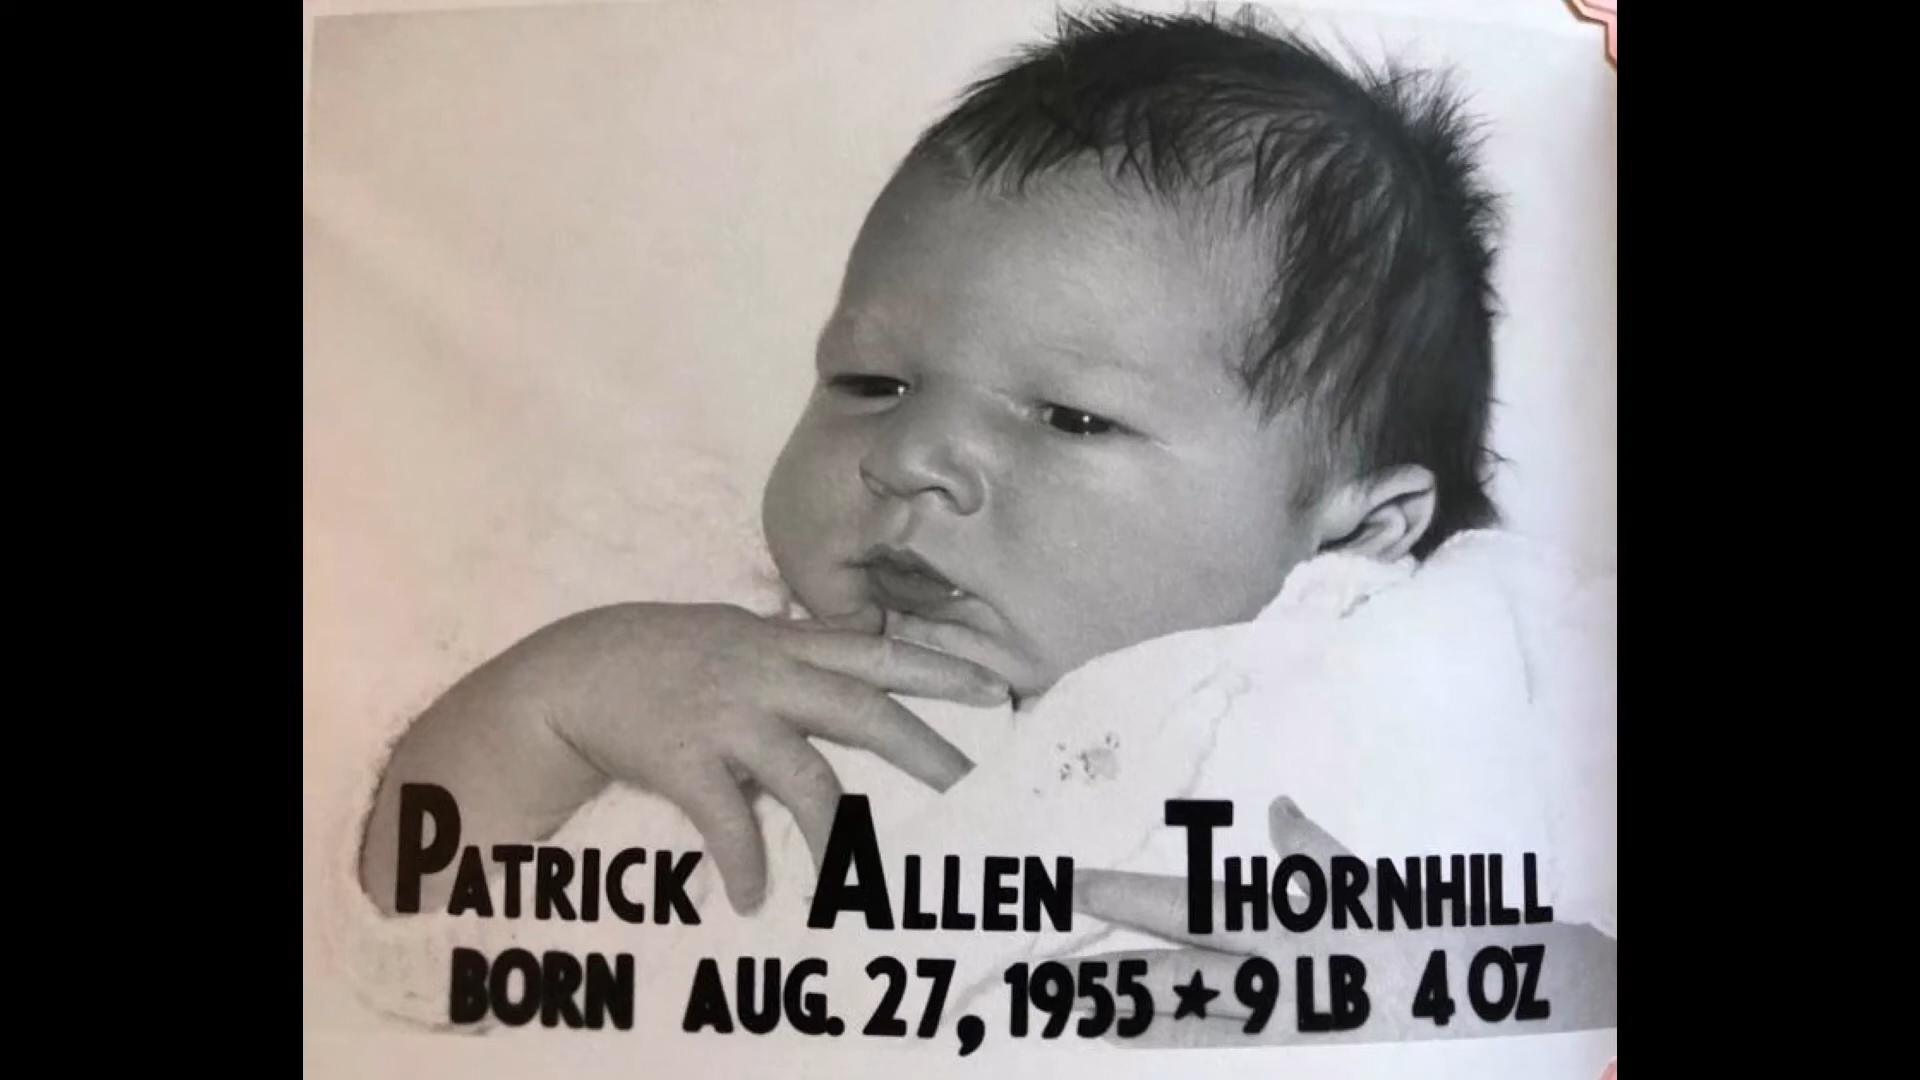 PATRICK ALLEN THORNHILL
BORN AUG. 27, 1955 ★ 9 LB 4 OZ